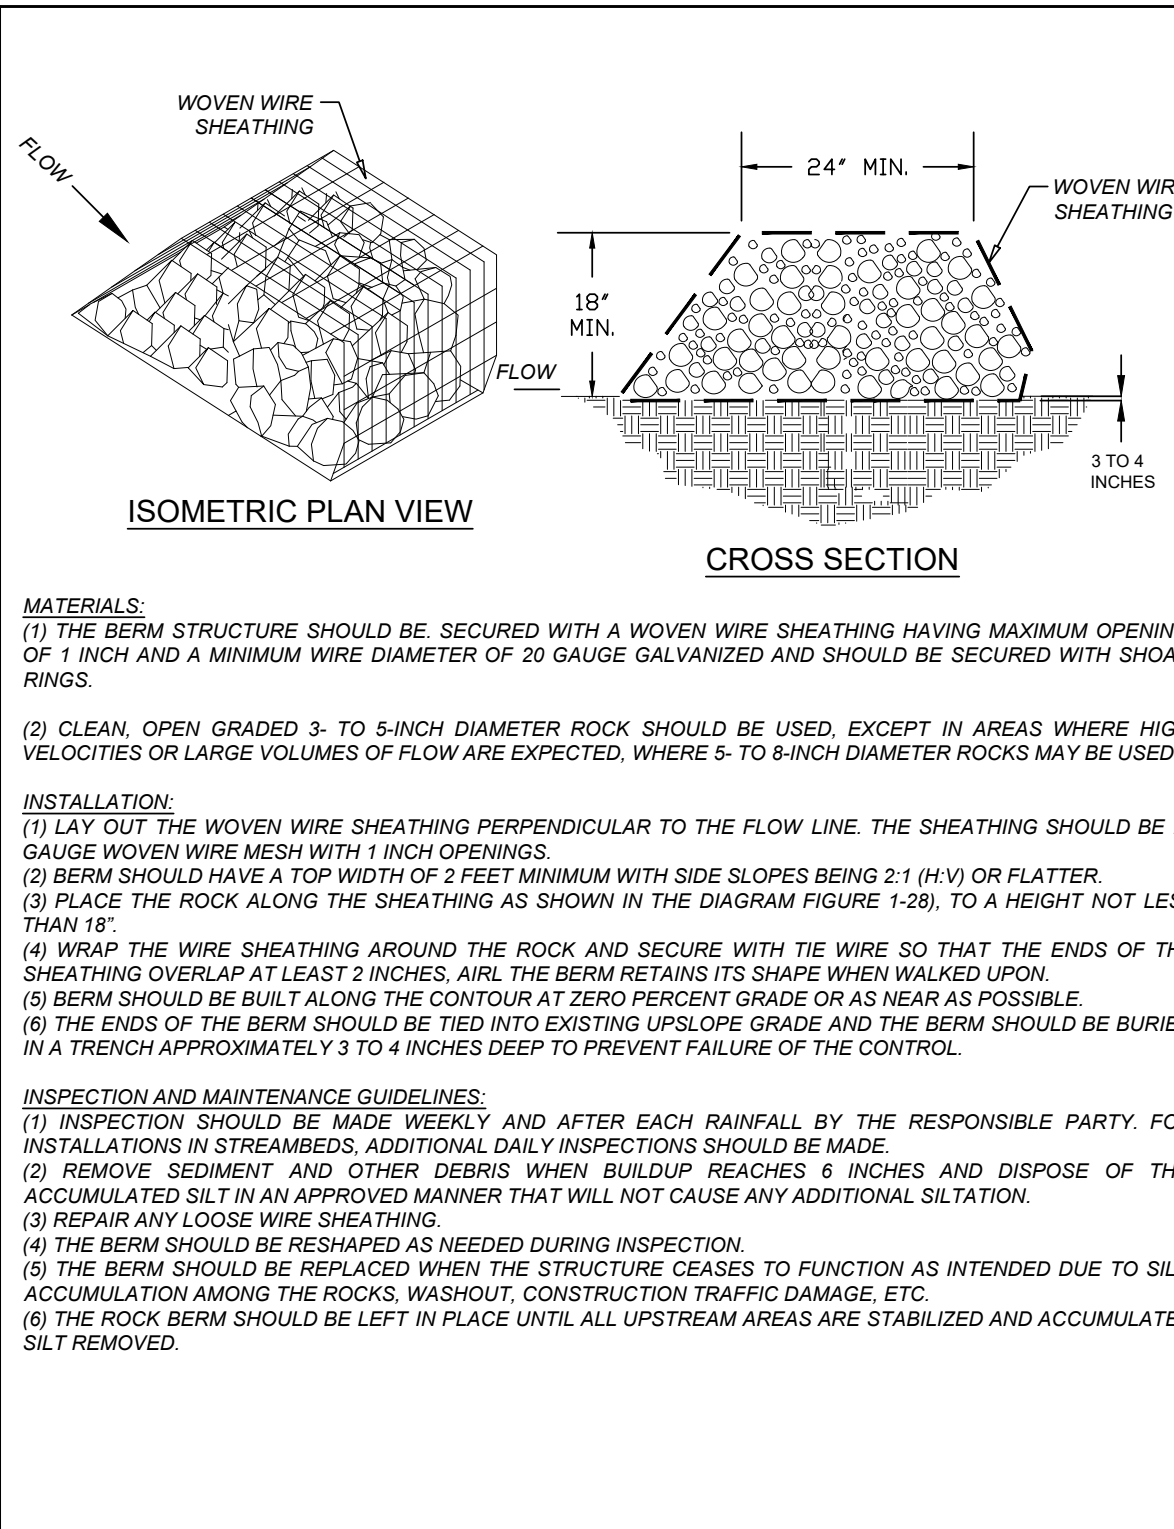 WOVEN WIRE
SHEATHING
FLOW
24" MIN.
WOVEN WIR
SHEATHING
18"
MIN.
FLOW
3 TO 4
INCHES
ISOMETRIC PLAN VIEW
CROSS SECTION
MATERIALS:
(1) THE BERM STRUCTURE SHOULD BE. SECURED WITH A WOVEN WIRE SHEATHING HAVING MAXIMUM OPENIN
OF 1 INCH AND A MINIMUM WIRE DIAMETER OF 20 GAUGE GALVANIZED AND SHOULD BE SECURED WITH SHOA
RINGS.
(2) CLEAN, OPEN GRADED 3- TO 5-INCH DIAMETER ROCK SHOULD BE USED, EXCEPT IN AREAS WHERE HIG
VELOCITIES OR LARGE VOLUMES OF FLOW ARE EXPECTED, WHERE 5- TO 8-INCH DIAMETER ROCKS MAY BE USED
INSTALLATION:
(1) LAY OUT THE WOVEN WIRE SHEATHING PERPENDICULAR TO THE FLOW LINE. THE SHEATHING SHOULD BE
GAUGE WOVEN WIRE MESH WITH 1 INCH OPENINGS.
(2) BERM SHOULD HAVE A TOP WIDTH OF 2 FEET MINIMUM WITH SIDE SLOPES BEING 2:1 (H:V) OR FLATTER.
(3) PLACE THE ROCK ALONG THE SHEATHING AS SHOWN IN THE DIAGRAM FIGURE 1-28), TO A HEIGHT NOT LES
THAN 18”.
(4) WRAP THE WIRE SHEATHING AROUND THE ROCK AND SECURE WITH TIE WIRE SO THAT THE ENDS OF TH
SHEATHING OVERLAP AT LEAST 2 INCHES, AIRL THE BERM RETAINS ITS SHAPE WHEN WALKED UPON.
(5) BERM SHOULD BE BUILT ALONG THE CONTOUR AT ZERO PERCENT GRADE OR AS NEAR AS POSSIBLE.
(6) THE ENDS OF THE BERM SHOULD BE TIED INTO EXISTING UPSLOPE GRADE AND THE BERM SHOULD BE BURIE
IN A TRENCH APPROXIMATELY 3 TO 4 INCHES DEEP TO PREVENT FAILURE OF THE CONTROL.
INSPECTION AND MAINTENANCE GUIDELINES:
(1) INSPECTION SHOULD BE MADE WEEKLY AND AFTER EACH RAINFALL BY THE RESPONSIBLE PARTY. FO
INSTALLATIONS IN STREAMBEDS, ADDITIONAL DAILY INSPECTIONS SHOULD BE MADE.
(2) REMOVE SEDIMENT AND OTHER DEBRIS WHEN BUILDUP REACHES 6 INCHES AND DISPOSE OF TH
ACCUMULATED SILT IN AN APPROVED MANNER THAT WILL NOT CAUSE ANY ADDITIONAL SILTATION.
(3) REPAIR ANY LOOSE WIRE SHEATHING.
(4) THE BERM SHOULD BE RESHAPED AS NEEDED DURING INSPECTION.
(5) THE BERM SHOULD BE REPLACED WHEN THE STRUCTURE CEASES TO FUNCTION AS INTENDED DUE TO SIL
ACCUMULATION AMONG THE ROCKS, WASHOUT, CONSTRUCTION TRAFFIC DAMAGE, ETC.
(6) THE ROCK BERM SHOULD BE LEFT IN PLACE UNTIL ALL UPSTREAM AREAS ARE STABILIZED AND ACCUMULATE
SILT REMOVED.